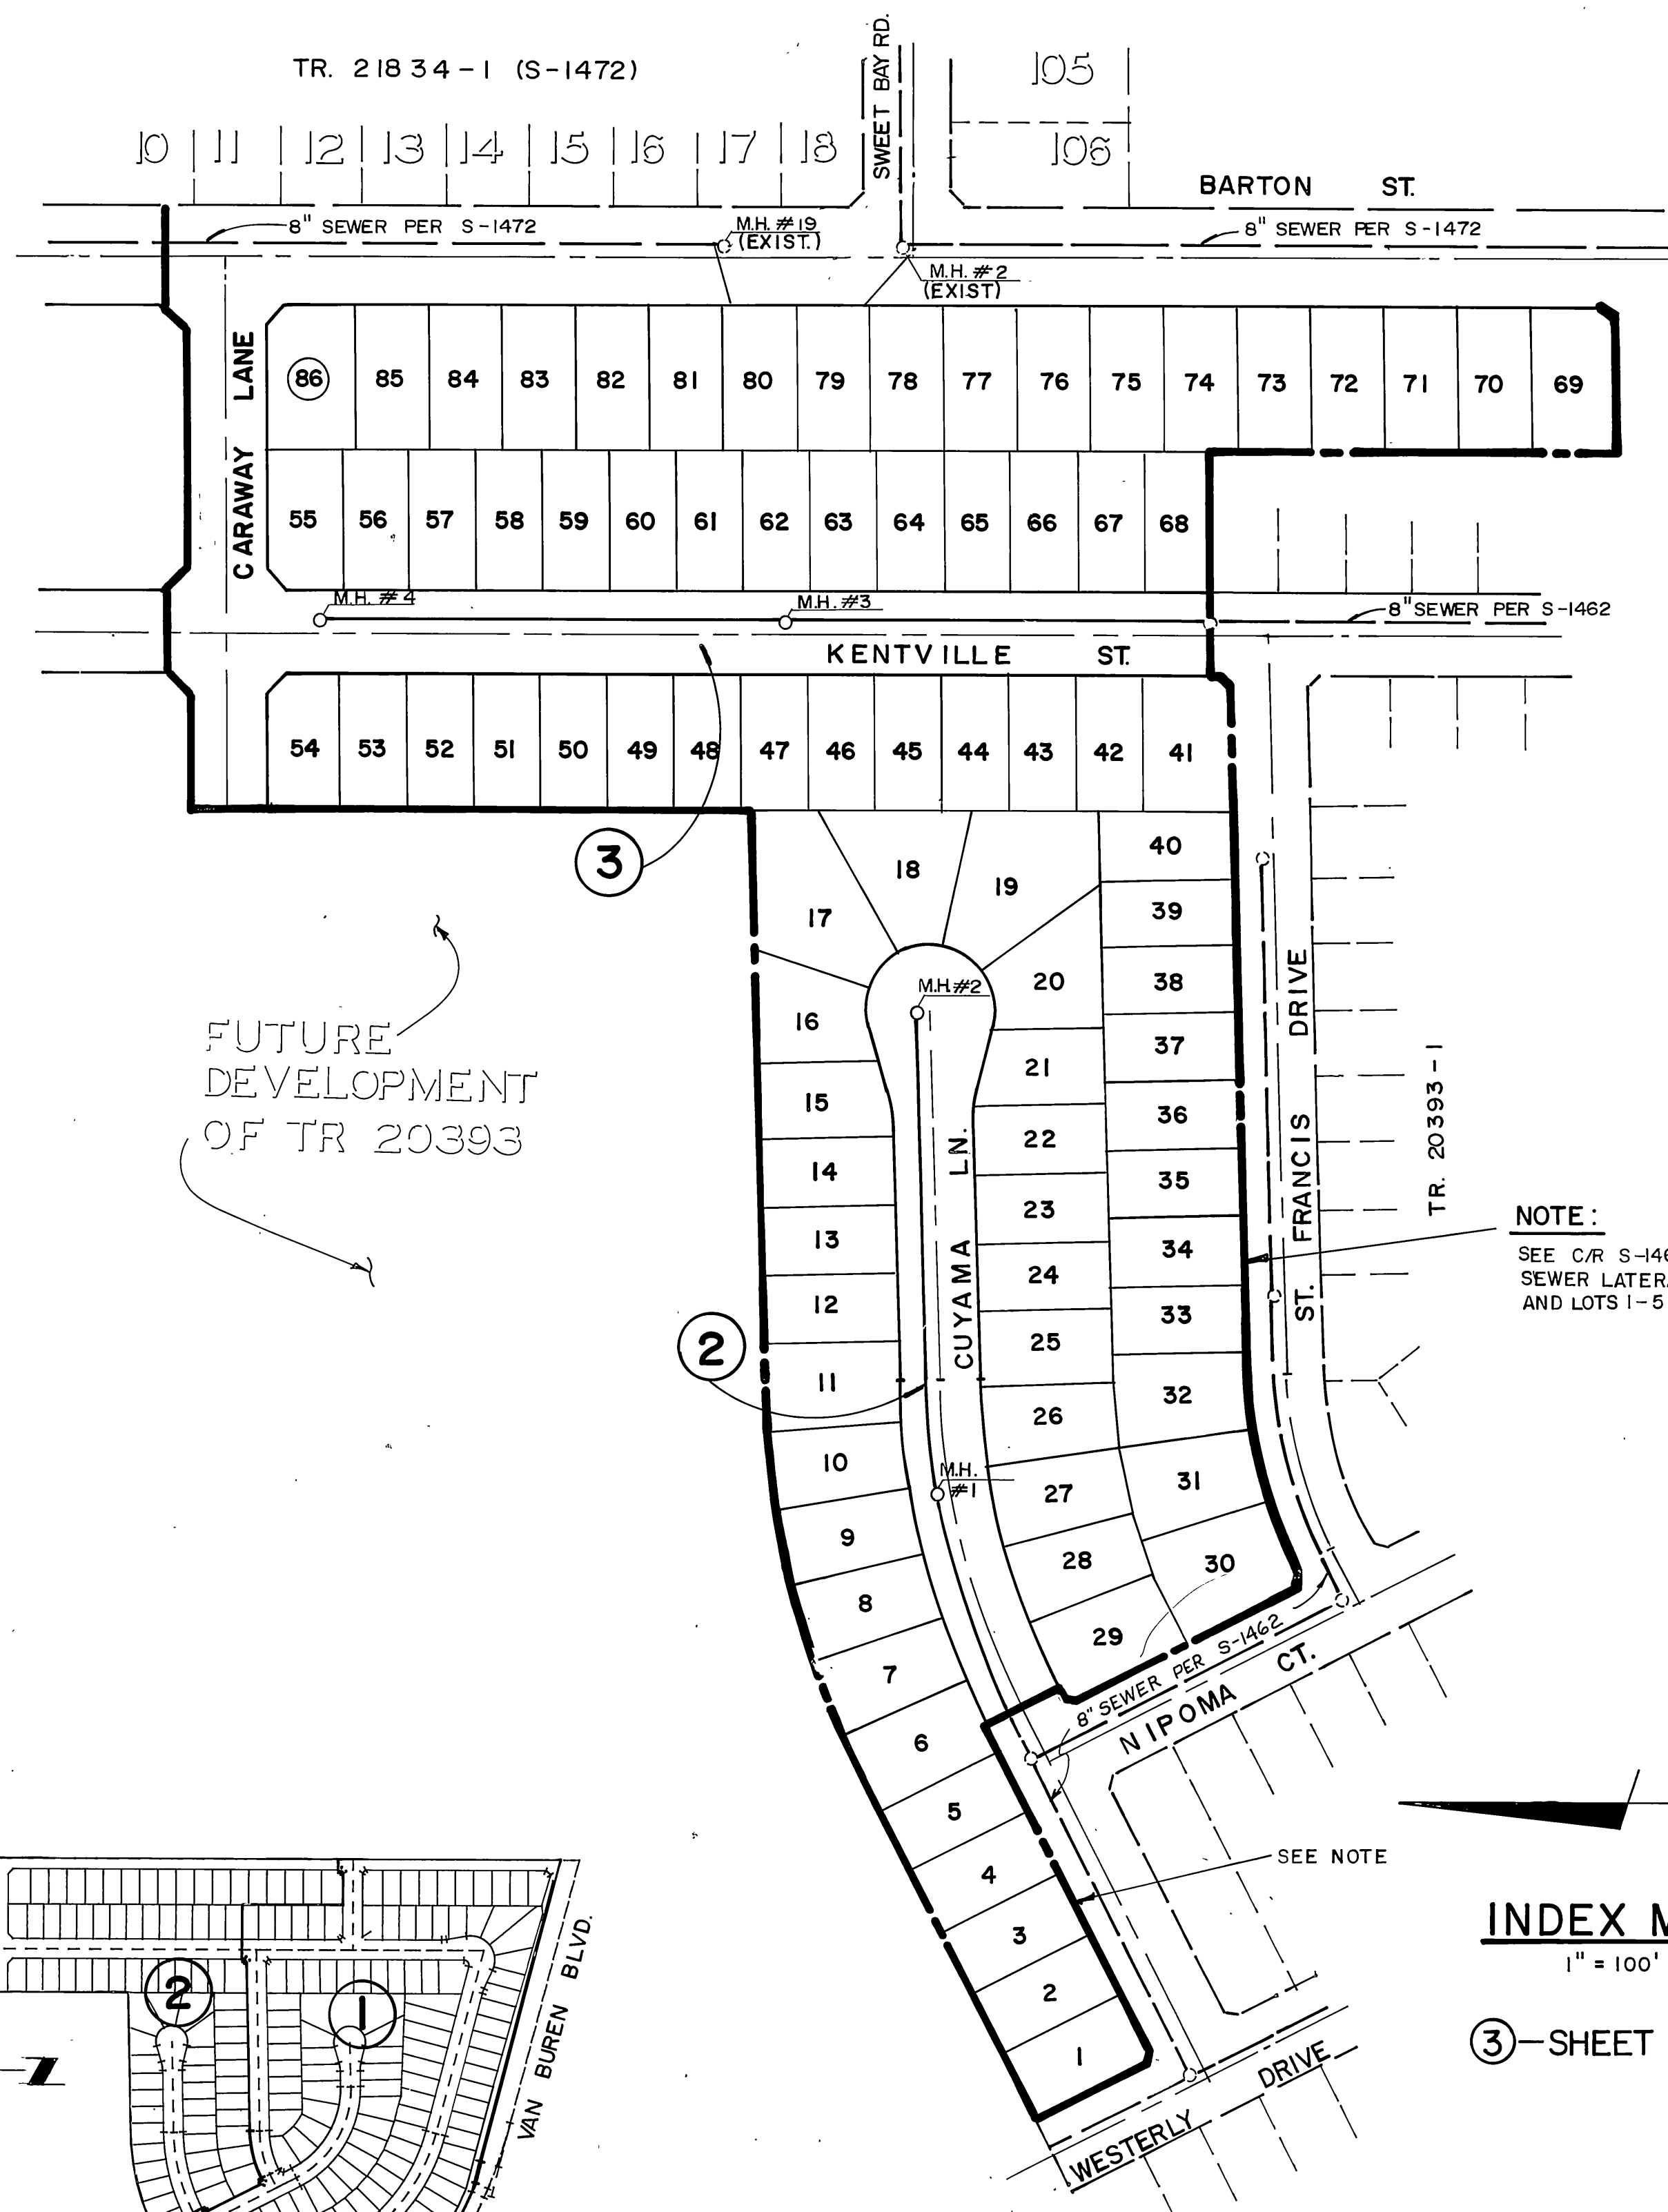 TR. 21834-1 (S-1472)
SWEET BAY RD.
105
10 11 12 13 14 15 16 17 18
106
BARTON ST.
8" SEWER PER S-1472
M.H. #19
(EXIST.)
8" SEWER PER S-1472
M.H. #2
(EXIST)
CARAWAY LANE
86 85 84 83 82 81 80 79 78 77 76 75 74 73 72 71 70 69
55 56 57 58 59 60 61 62 63 64 65 66 67 68
M.H. #4
M.H. #3
8" SEWER PER S-1462
KENTVILLE ST.
54 53 52 51 50 49 48 47 46 45 44 43 42 41
3
17
18
19
40
39
38
37
36
35
34
33
32
31
30
20
21
22
23
24
25
26
27
28
29
16
15
14
13
12
11
10
9
8
7
6
5
4
3
2
1
M.H. #2
CUYAMA LN.
M.H.
#1
2
FUTURE
DEVELOPMENT
OF TR 20393
ST. FRANCIS DRIVE
TR. 20393-1
NOTE:
SEE C/R S-146
SEWER LATER
AND LOTS 1-5
8" SEWER PER S-1462
NIPOMA CT.
SEE NOTE
WESTERLY DRIVE
INDEX M
1" = 100'
3 – SHEET
2
1
VAN BUREN BLVD.